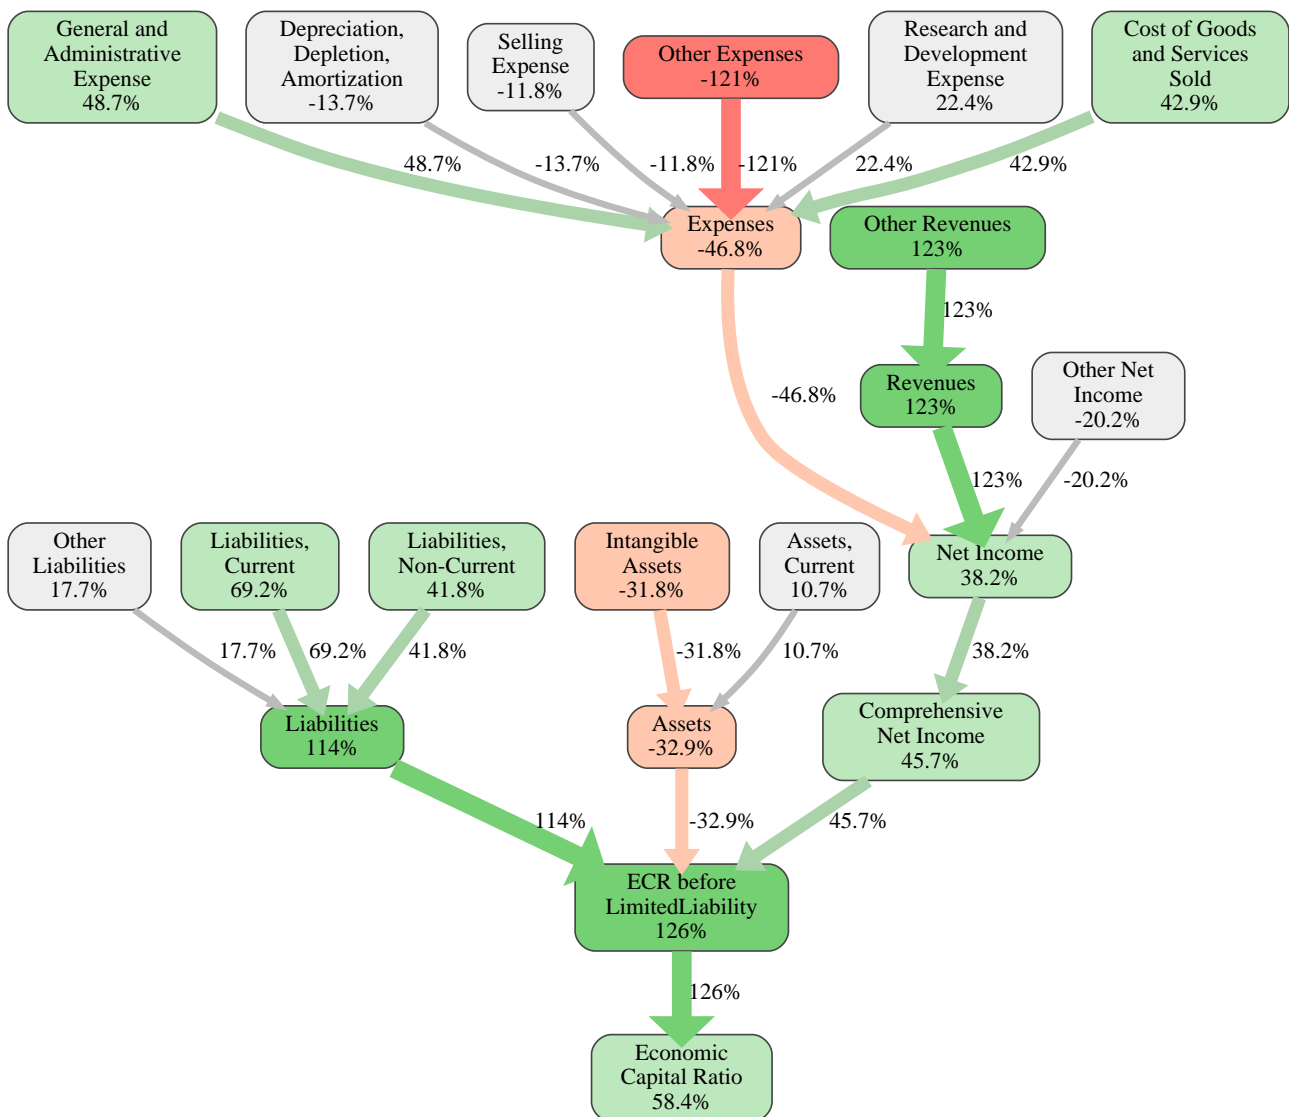 General and
Administrative
Expense
48.7%
Depreciation,
Depletion,
Amortization
-13.7%
Selling
Expense
-11.8%
Other Expenses
-121%
Research and
Development
Expense
22.4%
Cost of Goods
and Services
Sold
42.9%
48.7%
-13.7%
-11.8%
-121%
22.4%
42.9%
Expenses
-46.8%
Other Revenues
123%
123%
-46.8%
Revenues
123%
Other Net
Income
-20.2%
123%
-20.2%
Other
Liabilities
17.7%
Liabilities,
Current
69.2%
Liabilities,
Non-Current
41.8%
Intangible
Assets
-31.8%
Assets,
Current
10.7%
Net Income
38.2%
17.7%
69.2%
41.8%
-31.8%
10.7%
38.2%
Liabilities
114%
Assets
-32.9%
Comprehensive
Net Income
45.7%
114%
-32.9%
45.7%
ECR before
LimitedLiability
126%
126%
Economic
Capital Ratio
58.4%